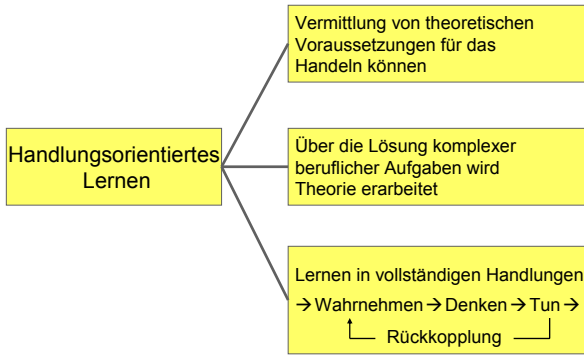 Vermittlung von theoretischen
Voraussetzungen für das
Handeln können
Handlungsorientiertes
Lernen
Über die Lösung komplexer
beruflicher Aufgaben wird
Theorie erarbeitet
Lernen in vollständigen Handlungen
→ Wahrnehmen → Denken → Tun →
Rückkopplung